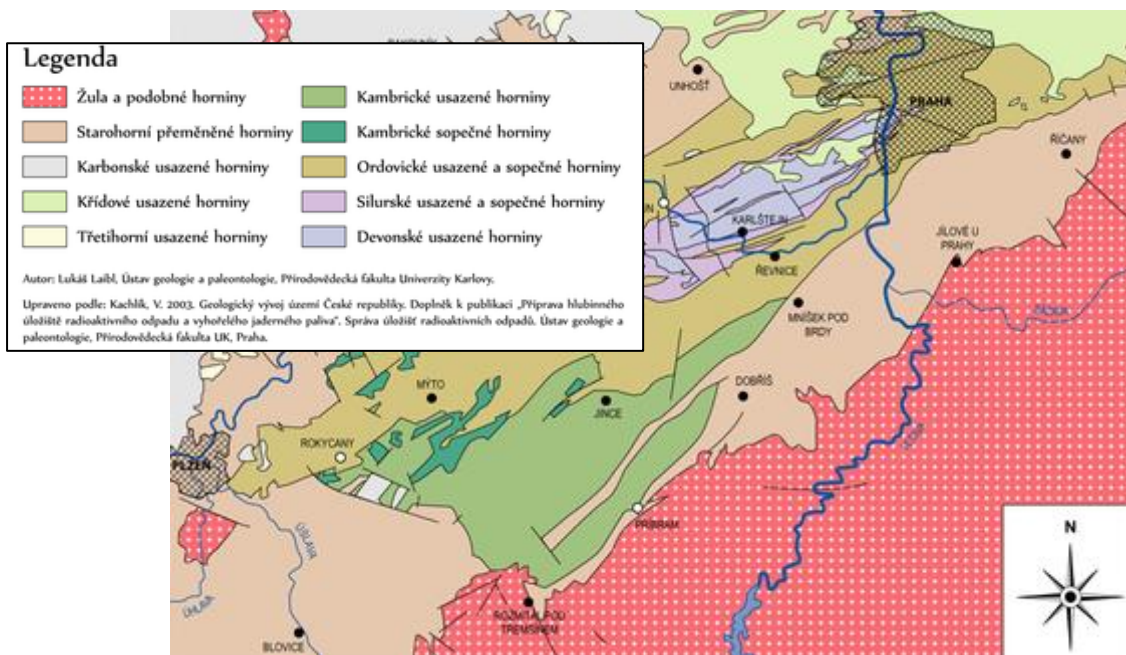 Legenda
Žula a podobné horniny
Starohorní přeměněné horniny
Karbonské usazené horniny
Křídové usazené horniny
Třetihorní usazené horniny
Kambrické usazené horniny
Kambrické sopečné horniny
Ordovické usazené a sopečné horniny
Silurské usazené a sopečné horniny
Devonské usazené horniny
Autor: Lukáš Laibl, Ústav geologie a paleontologie, Přírodovědecká fakulta Univerzity Karlovy.
Upraveno podle: Kachlík, V. 2003. Geologický vývoj území České republiky. Doplněk k publikaci „Příprava hlubinného
úložiště radioaktivního odpadu a vyhořelého jaderného paliva“. Správa úložišť radioaktivních odpadů. Ústav geologie a
paleontologie, Přírodovědecká fakulta UK, Praha.
UNHOŠŤ
PRAHA
ŘÍČANY
KARLŠTEJN
JÍLOVÉ U
PRAHY
ŘEVNICE
MNÍŠEK POD
BRDY
SÁZAVA
DOBŘÍŠ
MÝTO
JINCE
ROKYCANY
PLZEŇ
PŘÍBRAM
ÚSLAVA
ÚHLAVA
ROŽMITÁL POD
TŘEMŠÍNEM
BLOVICE
N